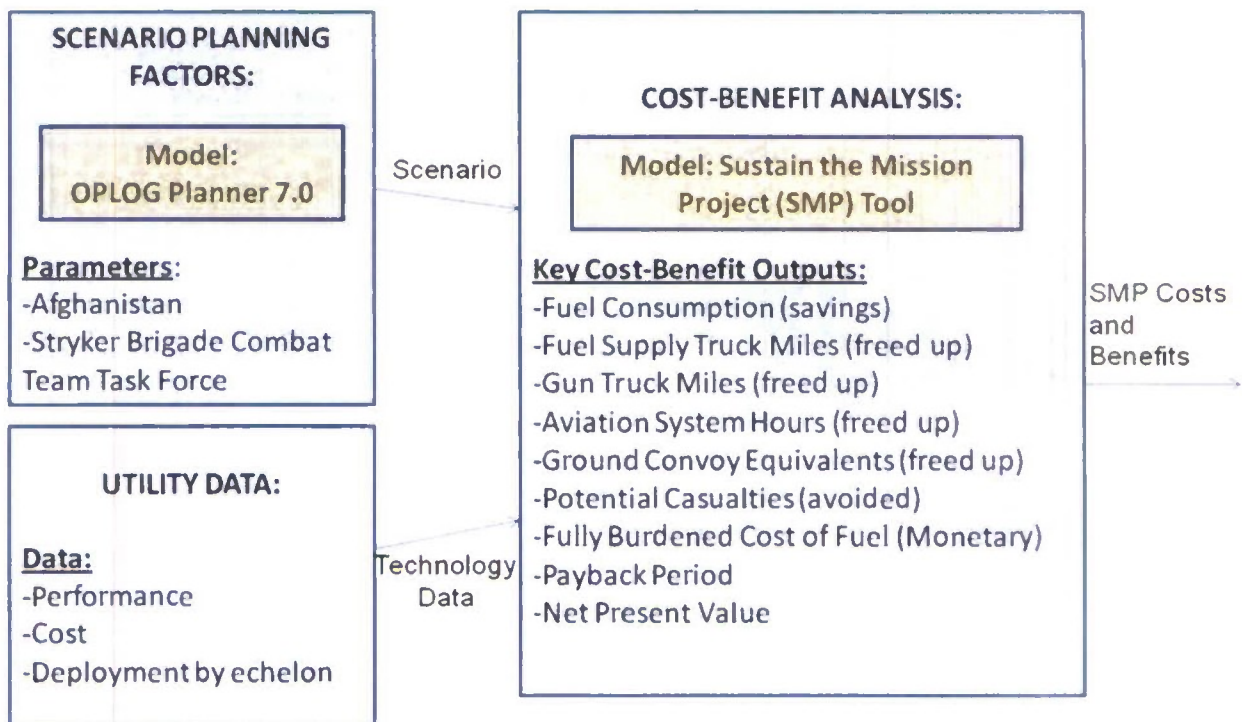 SCENARIO PLANNING
FACTORS:
Model:
OPLOG Planner 7.0
Parameters:
-Afghanistan
-Stryker Brigade Combat
Team Task Force
UTILITY DATA:
Data:
-Performance
-Cost
-Deployment by echelon
Scenario
Technology
Data
COST-BENEFIT ANALYSIS:
Model: Sustain the Mission
Project (SMP) Tool
Key Cost-Benefit Outputs:
-Fuel Consumption (savings)
-Fuel Supply Truck Miles (freed up)
-Gun Truck Miles (freed up)
-Aviation System Hours (freed up)
-Ground Convoy Equivalents (freed up)
-Potential Casualties (avoided)
-Fully Burdened Cost of Fuel (Monetary)
-Payback Period
-Net Present Value
SMP Costs
and
Benefits